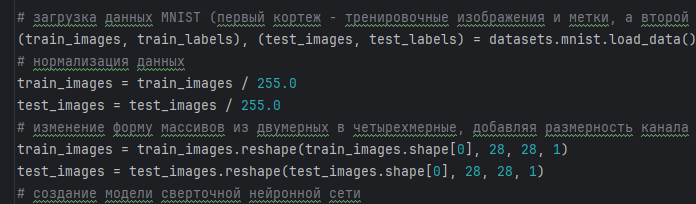 # загрузка данных MNIST (первый кортеж - тренировочные изображения и метки, а второй
(train_images, train_labels), (test_images, test_labels) = datasets.mnist.load_data()
# нормализация данных
train_images = train_images / 255.0
test_images = test_images / 255.0
# изменение форму массивов из двумерных в четырехмерные, добавляя размерность канала
train_images = train_images.reshape(train_images.shape[0], 28, 28, 1)
test_images = test_images.reshape(test_images.shape[0], 28, 28, 1)
# создание модели сверточной нейронной сети